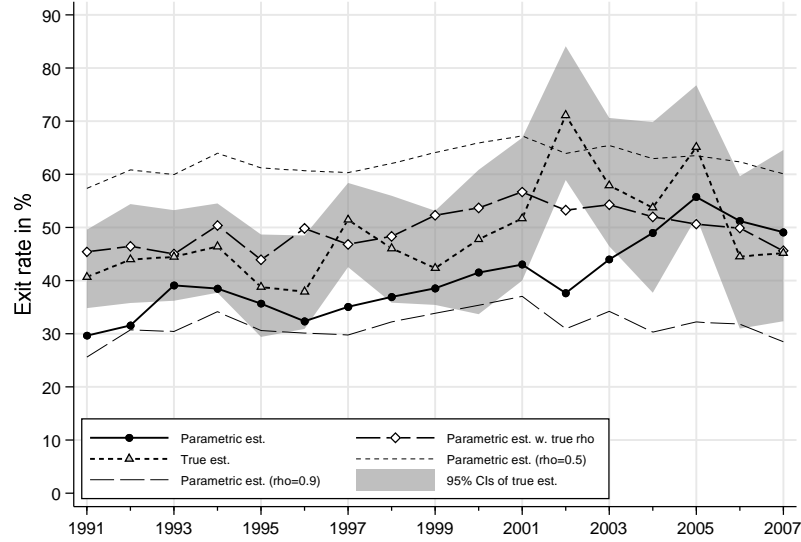 90
80
70
60
50
40
30
20
10
0
Exit rate in %
Parametric est.
Parametric est. w. true rho
True est.
Parametric est. (rho=0.5)
Parametric est. (rho=0.9)
95% CIs of true est.
1991 1993 1995 1997 1999 2001 2003 2005 2007